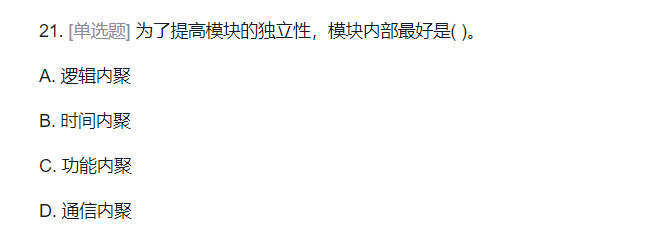 21. [单选题] 为了提高模块的独立性，模块内部最好是( )。
A. 逻辑内聚
B. 时间内聚
C. 功能内聚
D. 通信内聚